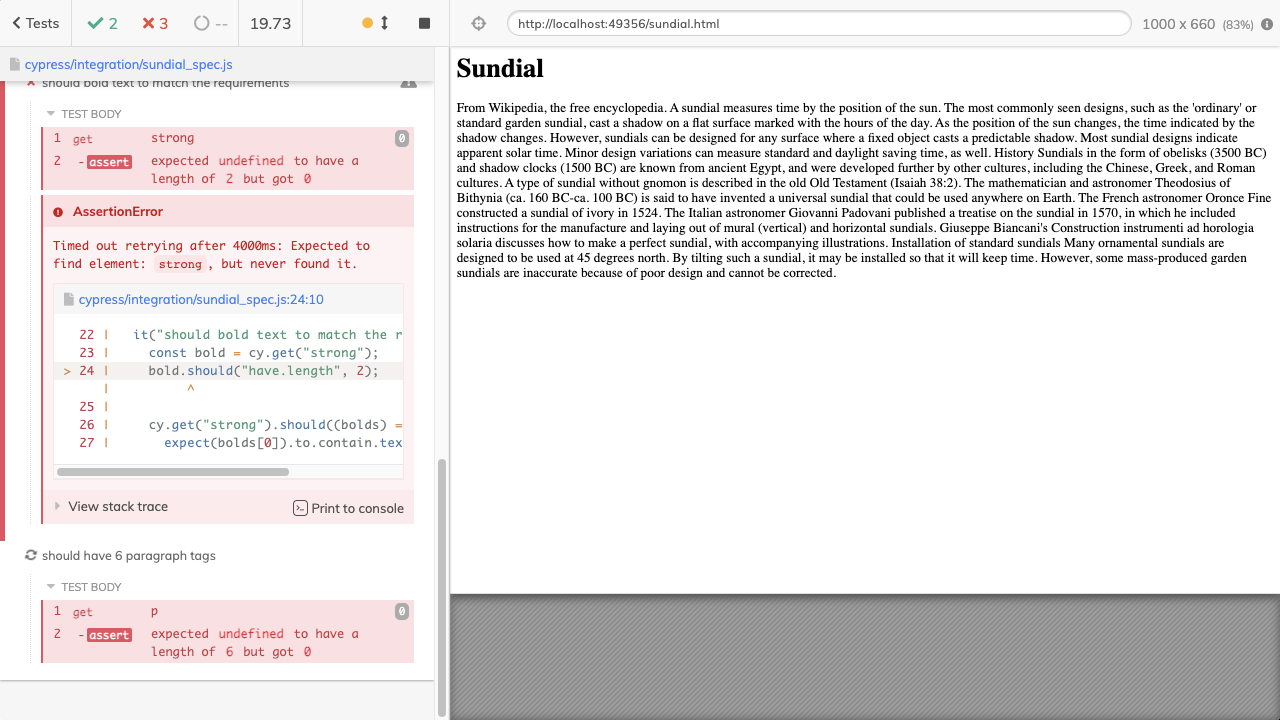 Tests 2 3 -- 19.73
cypress/integration/sundial_spec.js
should bold text to match the requirements
TEST BODY
1 get strong 0
2 -assert expected undefined to have a
length of 2 but got 0
AssertionError
Timed out retrying after 4000ms: Expected to
find element: strong, but never found it.
cypress/integration/sundial_spec.js:24:10
22 | it("should bold text to match the r
23 | const bold = cy.get("strong");
> 24 | bold.should("have.length", 2);
| ^
25 |
26 | cy.get("strong").should((bolds) =
27 | expect(bolds[0]).to.contain.tex
View stack trace Print to console
should have 6 paragraph tags
TEST BODY
1 get p 0
2 -assert expected undefined to have a
length of 6 but got 0
http://localhost:49356/sundial.html 1000 x 660 (83%)
Sundial
From Wikipedia, the free encyclopedia. A sundial measures time by the position of the sun. The most commonly seen designs, such as the 'ordinary' or
standard garden sundial, cast a shadow on a flat surface marked with the hours of the day. As the position of the sun changes, the time indicated by the
shadow changes. However, sundials can be designed for any surface where a fixed object casts a predictable shadow. Most sundial designs indicate
apparent solar time. Minor design variations can measure standard and daylight saving time, as well. History Sundials in the form of obelisks (3500 BC)
and shadow clocks (1500 BC) are known from ancient Egypt, and were developed further by other cultures, including the Chinese, Greek, and Roman
cultures. A type of sundial without gnomon is described in the old Old Testament (Isaiah 38:2). The mathematician and astronomer Theodosius of
Bithynia (ca. 160 BC-ca. 100 BC) is said to have invented a universal sundial that could be used anywhere on Earth. The French astronomer Oronce Fine
constructed a sundial of ivory in 1524. The Italian astronomer Giovanni Padovani published a treatise on the sundial in 1570, in which he included
instructions for the manufacture and laying out of mural (vertical) and horizontal sundials. Giuseppe Biancani's Construction instrumenti ad horologia
solaria discusses how to make a perfect sundial, with accompanying illustrations. Installation of standard sundials Many ornamental sundials are
designed to be used at 45 degrees north. By tilting such a sundial, it may be installed so that it will keep time. However, some mass-produced garden
sundials are inaccurate because of poor design and cannot be corrected.